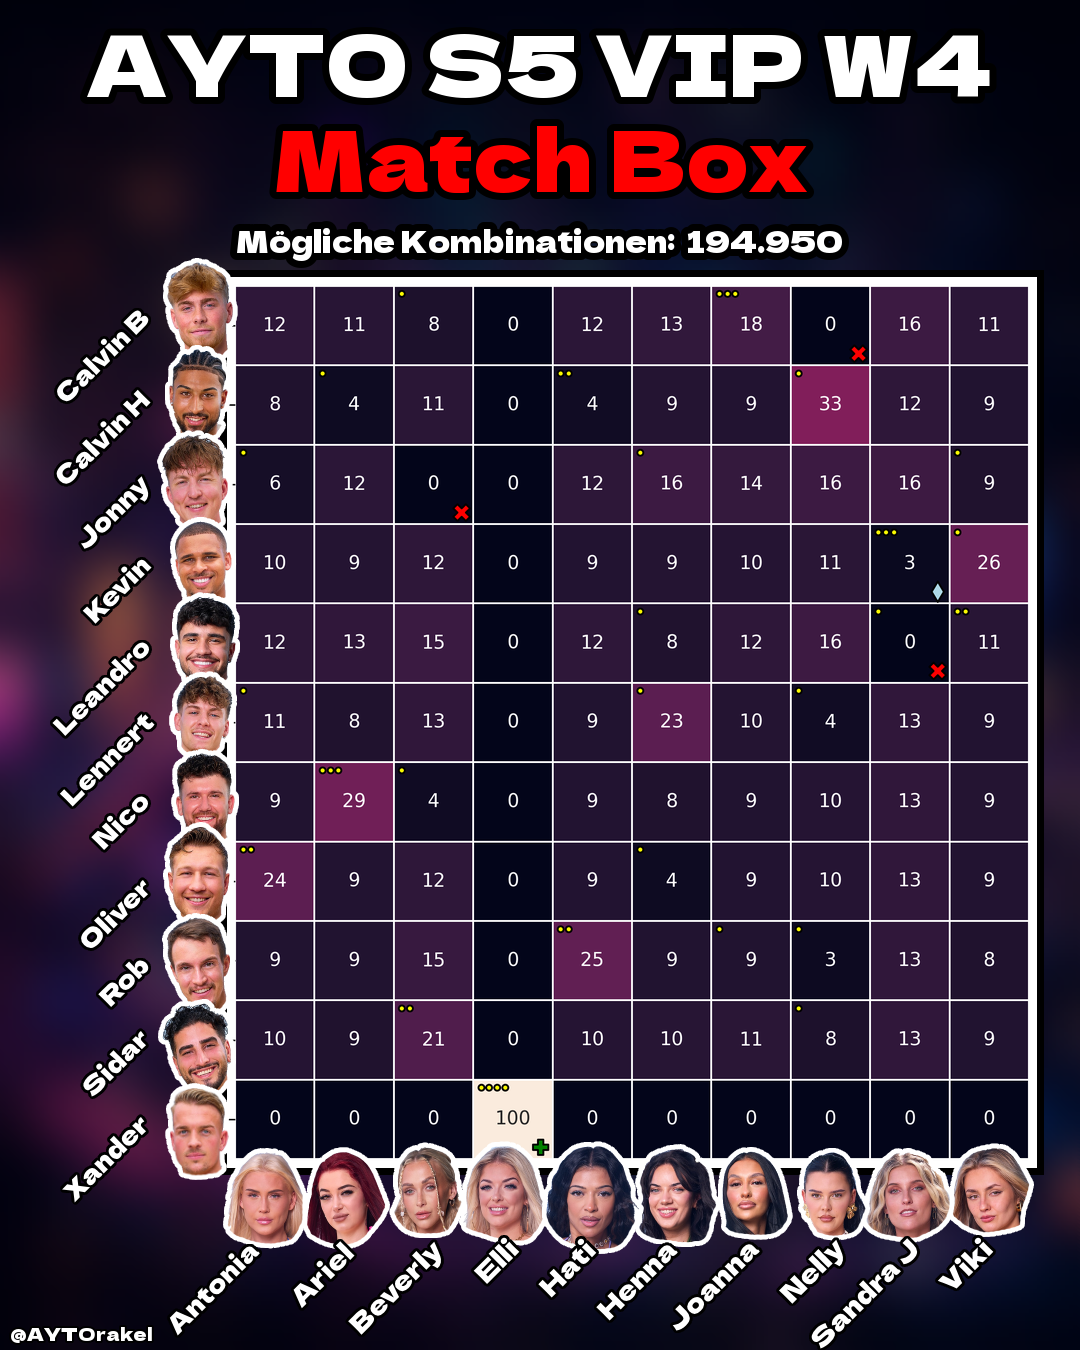 AYTO S5 VIP W4
Match Box
Mögliche Kombinationen: 194.950
Calvin B 12 11 8 0 12 13 18 0 16 11
Calvin H 8 4 11 0 4 9 9 33 12 9
Jonny 6 12 0 0 12 16 14 16 16 9
Kevin 10 9 12 0 9 9 10 11 3 26
Leandro 12 13 15 0 12 8 12 16 0 11
Lennert 11 8 13 0 9 23 10 4 13 9
Nico 9 29 4 0 9 8 9 10 13 9
Oliver 24 9 12 0 9 4 9 10 13 9
Rob 9 9 15 0 25 9 9 3 13 8
Sidar 10 9 21 0 10 10 11 8 13 9
Xander 0 0 0 100 0 0 0 0 0 0
Antonia Ariel Beverly Elli Hati Henna Joanna Nelly Sandra J Viki
@AYTOrakel